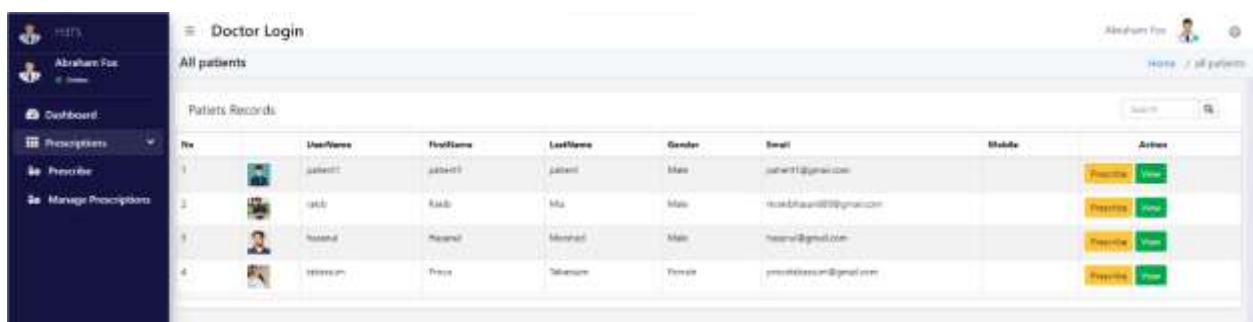 Doctor Login
Abraham Fox
Abraham Fox
Online
All patients
Home / all patients
Dashboard
Patiets Records
Search
Prescriptions
No UserName FirstName LastName Gender Email Mobile Action
Prescribe
1 patient1 patient1 patient Male patient1@gmail.com Prescribe View
Manage Prescriptions
2 rakib Rakib Mia Male Prescribe View
3 hasanul Hasanul Male hasanul@gmail.com Prescribe View
4 tabassum Tabassum Female Prescribe View